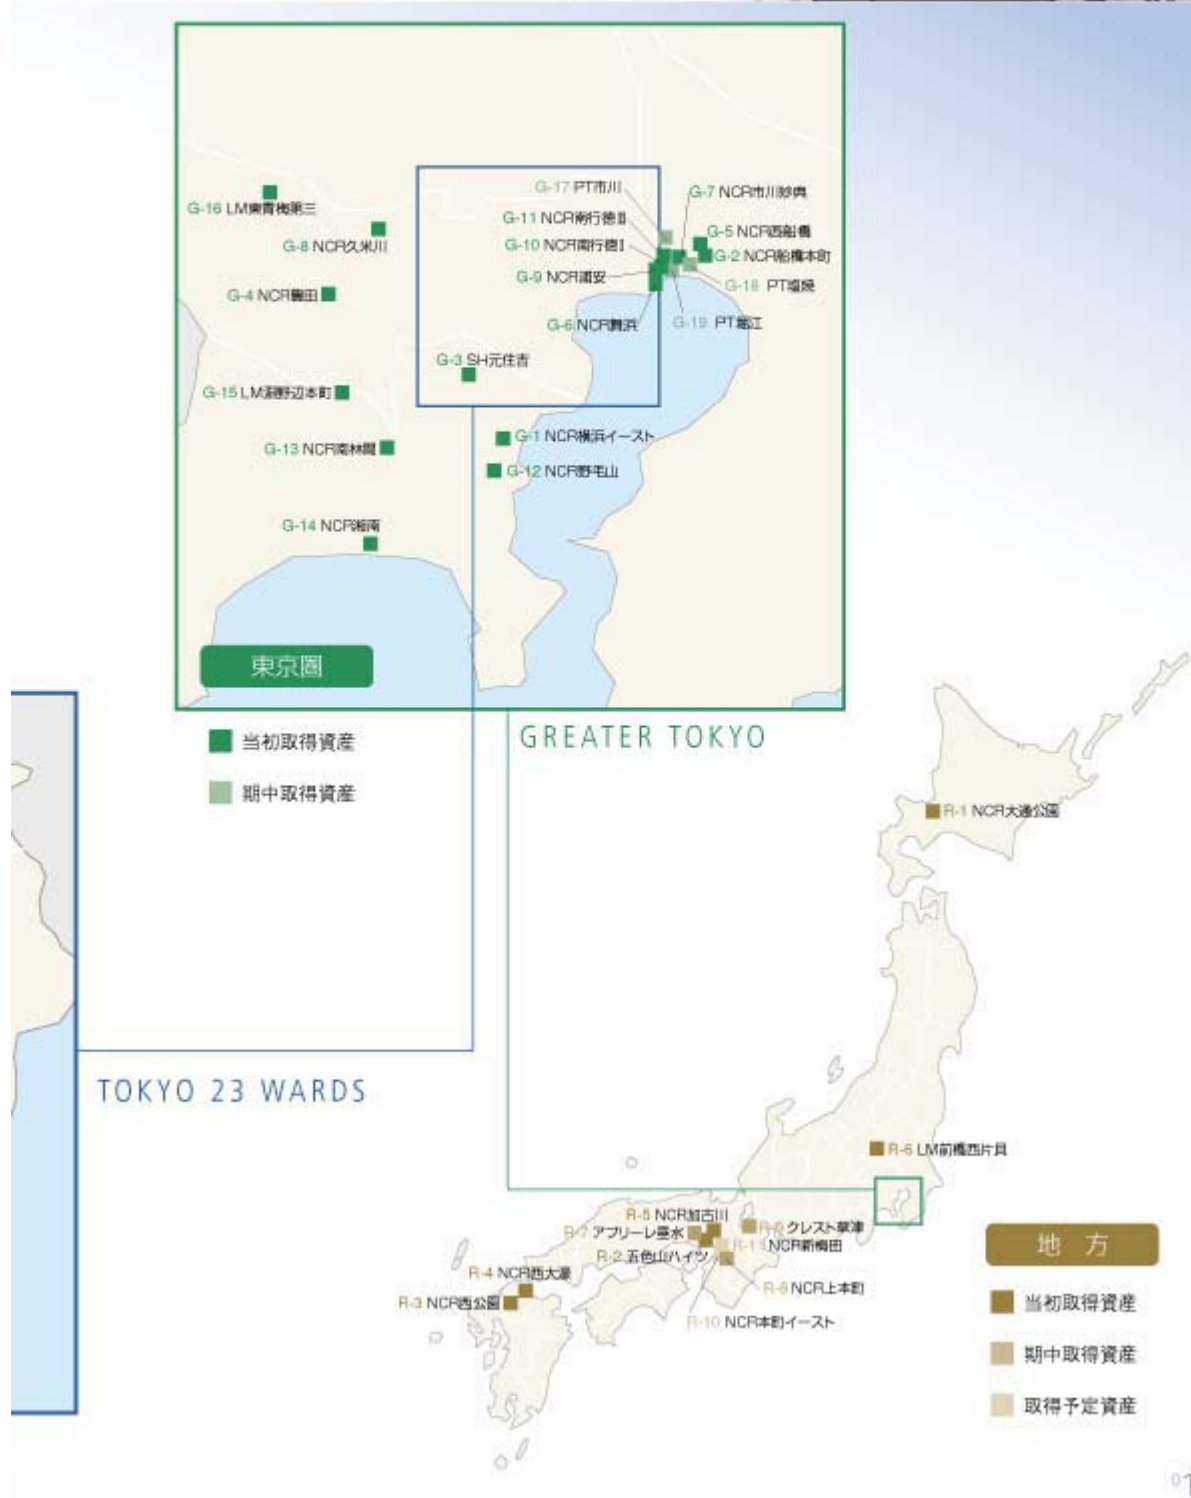 G-17 PT市川
G-7 NCR市川妙典
G-16 LM東青梅第三
G-11 NCR南行徳II
G-5 NCR西船橋
G-8 NCR久米川
G-10 NCR南行徳I
G-2 NCR船橋本町
G-9 NCR浦安
G-18 PT塩焼
G-4 NCR豊田
G-6 NCR舞浜
G-19 PT堀江
G-3 SH元住吉
G-15 LM淵野辺本町
G-1 NCR横浜イースト
G-13 NCR南林間
G-12 NCR野毛山
G-14 NCR湘南
東京圏
当初取得資産
期中取得資産
GREATER TOKYO
R-1 NCR大通公園
TOKYO 23 WARDS
R-6 LM前橋西片貝
R-5 NCR加古川
R-7 アプリーレ垂水
R-9 クレスト草津
R-11 NCR新梅田
R-2 五色山ハイツ
R-4 NCR西大濠
R-8 NCR上本町
R-3 NCR西公園
R-10 NCR本町イースト
地 方
当初取得資産
期中取得資産
取得予定資産